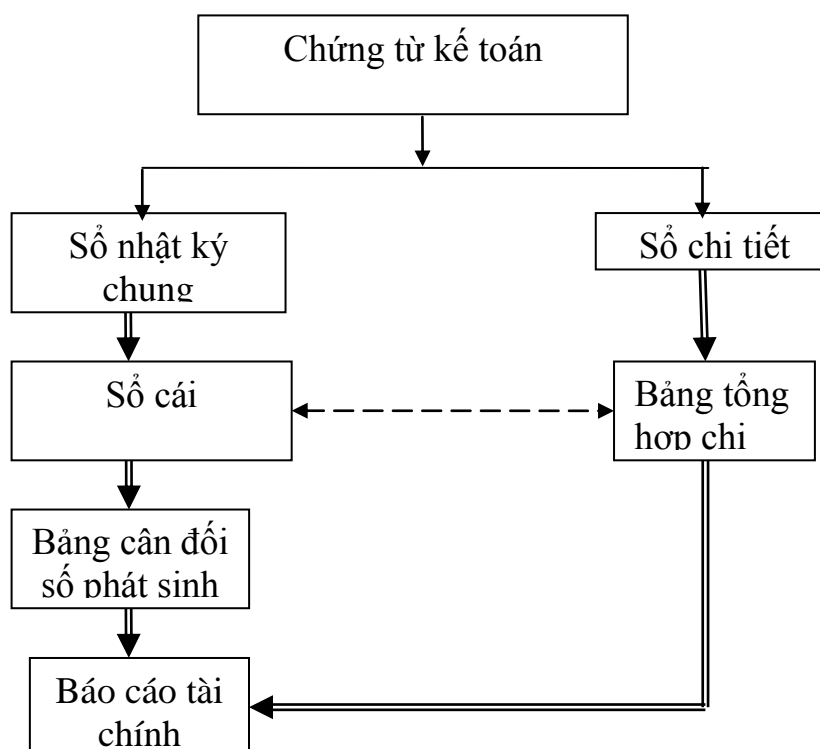 Chứng từ kế toán
Sổ nhật ký
chung
Sổ chi tiết
Sổ cái
Bảng tổng
hợp chi
Bảng cân đối
số phát sinh
Báo cáo tài
chính